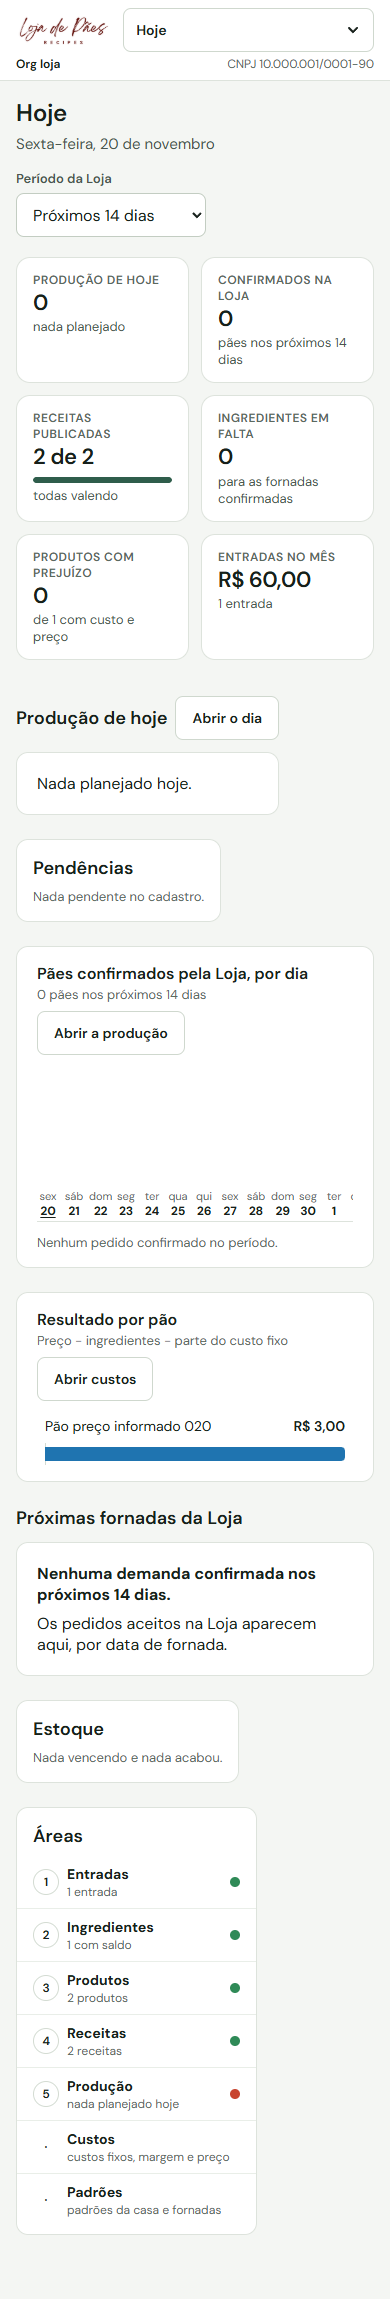 Loja de Pães
RECIPES
Hoje
Org loja
CNPJ 10.000.001/0001-90
Hoje
Sexta-feira, 20 de novembro
Período da Loja
Próximos 14 dias
PRODUÇÃO DE HOJE
0
nada planejado
CONFIRMADOS NA
LOJA
0
pães nos próximos 14
dias
RECEITAS
PUBLICADAS
2 de 2
todas valendo
INGREDIENTES EM
FALTA
0
para as fornadas
confirmadas
PRODUTOS COM
PREJUÍZO
0
de 1 com custo e
preço
ENTRADAS NO MÊS
R$ 60,00
1 entrada
Produção de hoje
Abrir o dia
Nada planejado hoje.
Pendências
Nada pendente no cadastro.
Pães confirmados pela Loja, por dia
0 pães nos próximos 14 dias
Abrir a produção
sex sáb dom seg ter qua qui sex sáb dom seg ter
20 21 22 23 24 25 26 27 28 29 30 1
Nenhum pedido confirmado no período.
Resultado por pão
Preço - ingredientes - parte do custo fixo
Abrir custos
Pão preço informado 020 R$ 3,00
Próximas fornadas da Loja
Nenhuma demanda confirmada nos
próximos 14 dias.
Os pedidos aceitos na Loja aparecem
aqui, por data de fornada.
Estoque
Nada vencendo e nada acabou.
Áreas
1 Entradas
1 entrada
2 Ingredientes
1 com saldo
3 Produtos
2 produtos
4 Receitas
2 receitas
5 Produção
nada planejado hoje
· Custos
custos fixos, margem e preço
· Padrões
padrões da casa e fornadas